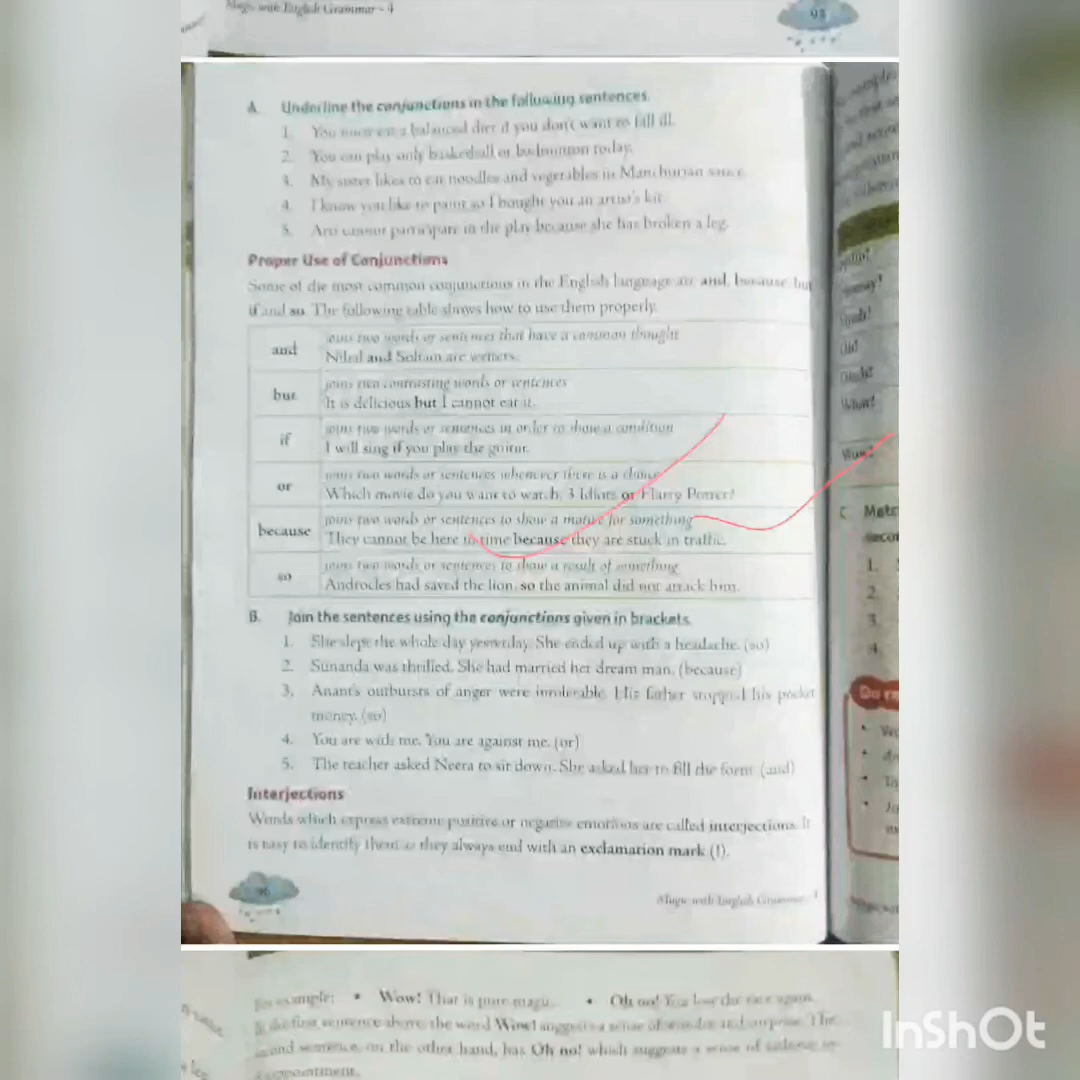 Magic with English Grammar - 4
98
A. Underline the conjunctions in the following sentences.
1. You must eat a balanced diet if you don't want to fall ill.
2. You can play only basketball or badminton today.
3. My sister likes to eat noodles and vegetables in Manchurian sauce.
4. I know you like to paint so I bought you an artist's kit.
5. Arti cannot participate in the play because she has broken a leg.
Proper Use of Conjunctions
Some of the most common conjunctions in the English language are and, because, but
if and so. The following table shows how to use them properly.
and
joins two words or sentences that have a common thought
and Soltan are writers.
but
joins two contrasting words or sentences
It is delicious but I cannot eat it.
if
joins two words or sentences in order to show a condition
I will sing if you play the guitar.
or
joins two words or sentences whenever there is a choice
Which movie do you want to watch, 3 Idiots or Harry Potter?
because
joins two words or sentences to show a motive for something
They cannot be here in time because they are stuck in traffic.
so
joins two words or sentences to show a result of something
Androcles had saved the lion, so the animal did not attack him.
B. Join the sentences using the conjunctions given in brackets.
1. She slept the whole day yesterday. She ended up with a headache. (so)
2. Sunanda was thrilled. She had married her dream man. (because)
3. Anant's outbursts of anger were intolerable. His father stopped his pocket
money. (so)
4. You are with me. You are against me. (or)
5. The teacher asked Neera to sit down. She asked her to fill the form. (and)
Interjections
Words which express extreme positive or negative emotions are called interjections. It
is easy to identify them as they always end with an exclamation mark (!).
96
Magic with English Grammar
C. Matc
secon
1.
2.
3.
4.
What!
Wow!
For example: • Wow! That is pure magic. • Oh no! You lose the race again.
In the first sentence above, the word Wow! suggests a sense of wonder and surprise. The
second sentence, on the other hand, has Oh no! which suggests a sense of
disappointment.
InShOt